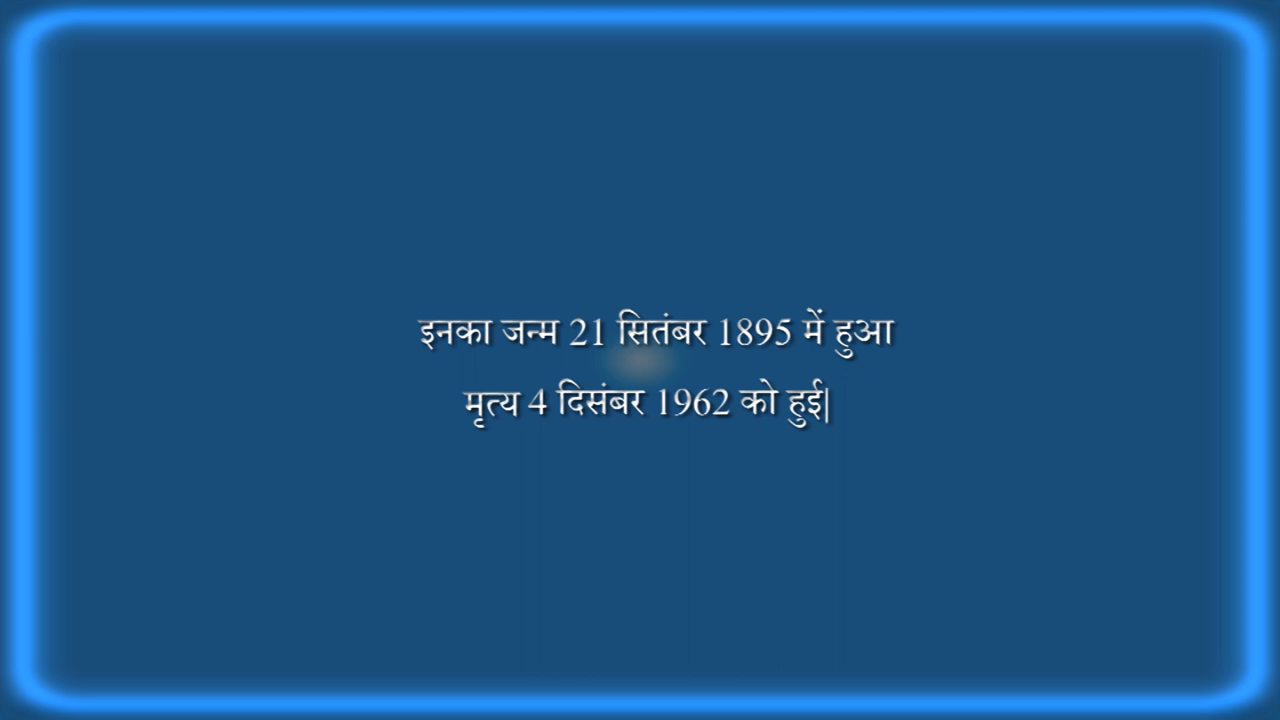 इनका जन्म 21 सितंबर 1895 में हुआ
मृत्य 4 दिसंबर 1962 को हुई|